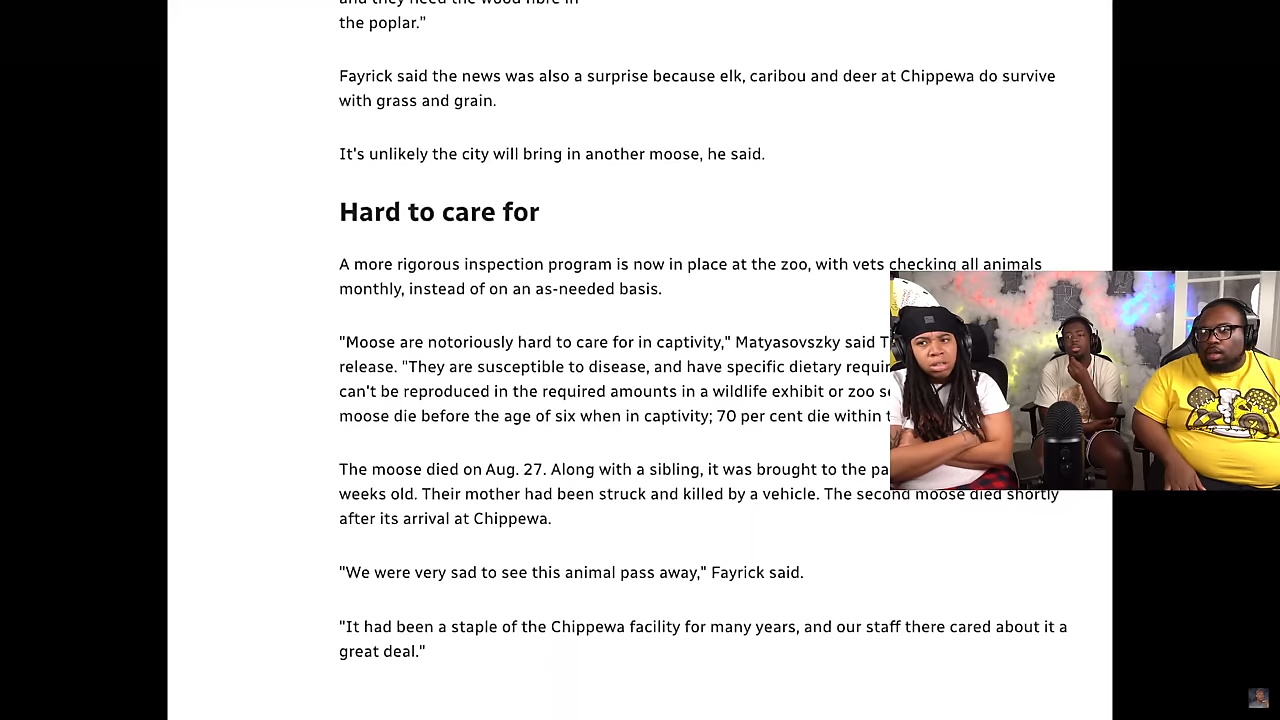 the poplar."
Fayrick said the news was also a surprise because elk, caribou and deer at Chippewa do survive
with grass and grain.
It's unlikely the city will bring in another moose, he said.
Hard to care for
A more rigorous inspection program is now in place at the zoo, with vets checking all animals
monthly, instead of on an as-needed basis.
"Moose are notoriously hard to care for in captivity," Matyasovszky said
release. "They are susceptible to disease, and have specific dietary
can't be reproduced in the required amounts in a wildlife exhibit or zoo
moose die before the age of six when in captivity; 70 per cent die within
The moose died on Aug. 27. Along with a sibling, it was brought to the
weeks old. Their mother had been struck and killed by a vehicle. The second moose died shortly
after its arrival at Chippewa.
"We were very sad to see this animal pass away," Fayrick said.
"It had been a staple of the Chippewa facility for many years, and our staff there cared about it a
great deal."